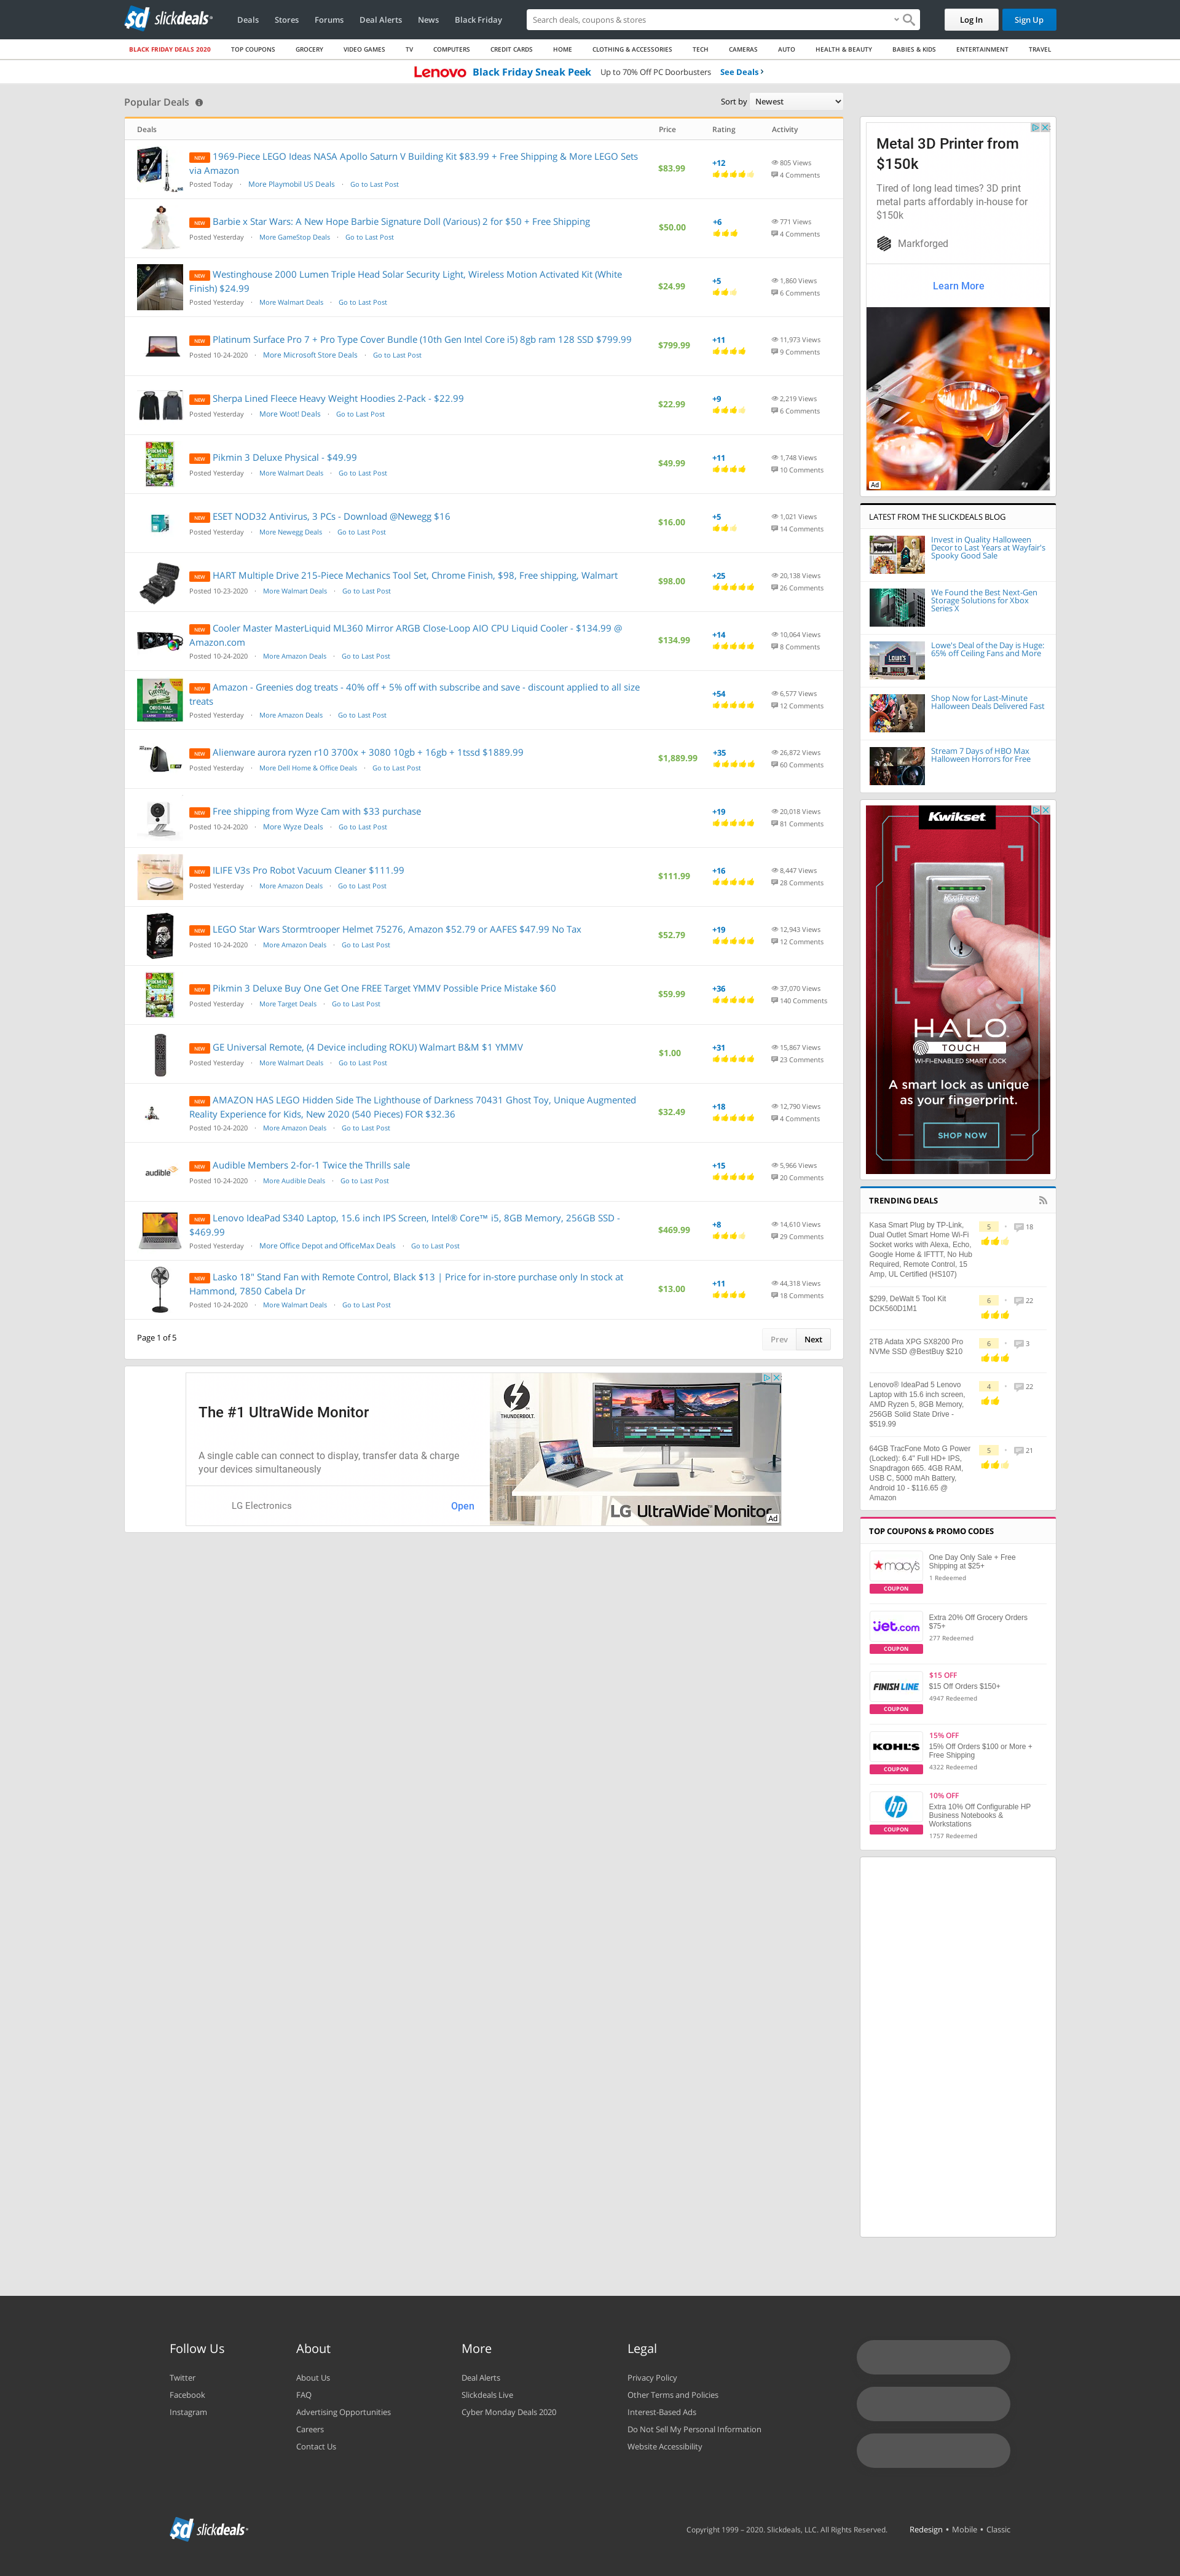 sd slickdeals
Deals Stores Forums Deal Alerts News Black Friday
Search deals, coupons & stores
Log In Sign Up
BLACK FRIDAY DEALS 2020 TOP COUPONS GROCERY VIDEO GAMES TV COMPUTERS CREDIT CARDS HOME CLOTHING & ACCESSORIES TECH CAMERAS AUTO HEALTH & BEAUTY BABIES & KIDS ENTERTAINMENT TRAVEL
Lenovo Black Friday Sneak Peek Up to 70% Off PC Doorbusters See Deals ›
Popular Deals
Sort by Newest
Deals Price Rating Activity
NEW 1969-Piece LEGO Ideas NASA Apollo Saturn V Building Kit $83.99 + Free Shipping & More LEGO Sets
via Amazon
Posted Today · More Playmobil US Deals · Go to Last Post
$83.99
+12
805 Views
4 Comments
NEW Barbie x Star Wars: A New Hope Barbie Signature Doll (Various) 2 for $50 + Free Shipping
Posted Yesterday · More GameStop Deals · Go to Last Post
$50.00
+6
771 Views
4 Comments
NEW Westinghouse 2000 Lumen Triple Head Solar Security Light, Wireless Motion Activated Kit (White
Finish) $24.99
Posted Yesterday · More Walmart Deals · Go to Last Post
$24.99
+5
1,860 Views
6 Comments
NEW Platinum Surface Pro 7 + Pro Type Cover Bundle (10th Gen Intel Core i5) 8gb ram 128 SSD $799.99
Posted 10-24-2020 · More Microsoft Store Deals · Go to Last Post
$799.99
+11
11,973 Views
9 Comments
NEW Sherpa Lined Fleece Heavy Weight Hoodies 2-Pack - $22.99
Posted Yesterday · More Woot! Deals · Go to Last Post
$22.99
+9
2,219 Views
6 Comments
NEW Pikmin 3 Deluxe Physical - $49.99
Posted Yesterday · More Walmart Deals · Go to Last Post
$49.99
+11
1,748 Views
10 Comments
NEW ESET NOD32 Antivirus, 3 PCs - Download @Newegg $16
Posted Yesterday · More Newegg Deals · Go to Last Post
$16.00
+5
1,021 Views
14 Comments
NEW HART Multiple Drive 215-Piece Mechanics Tool Set, Chrome Finish, $98, Free shipping, Walmart
Posted 10-23-2020 · More Walmart Deals · Go to Last Post
$98.00
+25
20,138 Views
26 Comments
NEW Cooler Master MasterLiquid ML360 Mirror ARGB Close-Loop AIO CPU Liquid Cooler - $134.99 @
Amazon.com
Posted 10-24-2020 · More Amazon Deals · Go to Last Post
$134.99
+14
10,064 Views
8 Comments
NEW Amazon - Greenies dog treats - 40% off + 5% off with subscribe and save - discount applied to all size
treats
Posted Yesterday · More Amazon Deals · Go to Last Post
+54
6,577 Views
12 Comments
NEW Alienware aurora ryzen r10 3700x + 3080 10gb + 16gb + 1tssd $1889.99
Posted Yesterday · More Dell Home & Office Deals · Go to Last Post
$1,889.99
+35
26,872 Views
60 Comments
NEW Free shipping from Wyze Cam with $33 purchase
Posted 10-24-2020 · More Wyze Deals · Go to Last Post
+19
20,018 Views
81 Comments
NEW ILIFE V3s Pro Robot Vacuum Cleaner $111.99
Posted Yesterday · More Amazon Deals · Go to Last Post
$111.99
+16
8,447 Views
28 Comments
NEW LEGO Star Wars Stormtrooper Helmet 75276, Amazon $52.79 or AAFES $47.99 No Tax
Posted 10-24-2020 · More Amazon Deals · Go to Last Post
$52.79
+19
12,943 Views
12 Comments
NEW Pikmin 3 Deluxe Buy One Get One FREE Target YMMV Possible Price Mistake $60
Posted Yesterday · More Target Deals · Go to Last Post
$59.99
+36
37,070 Views
140 Comments
NEW GE Universal Remote, (4 Device including ROKU) Walmart B&M $1 YMMV
Posted Yesterday · More Walmart Deals · Go to Last Post
$1.00
+31
15,867 Views
23 Comments
NEW AMAZON HAS LEGO Hidden Side The Lighthouse of Darkness 70431 Ghost Toy, Unique Augmented
Reality Experience for Kids, New 2020 (540 Pieces) FOR $32.36
Posted 10-24-2020 · More Amazon Deals · Go to Last Post
$32.49
+18
12,790 Views
4 Comments
audible
NEW Audible Members 2-for-1 Twice the Thrills sale
Posted 10-24-2020 · More Audible Deals · Go to Last Post
+15
5,966 Views
20 Comments
NEW Lenovo IdeaPad S340 Laptop, 15.6 inch IPS Screen, Intel® Core™ i5, 8GB Memory, 256GB SSD -
$469.99
Posted Yesterday · More Office Depot and OfficeMax Deals · Go to Last Post
$469.99
+8
14,610 Views
29 Comments
NEW Lasko 18" Stand Fan with Remote Control, Black $13 | Price for in-store purchase only In stock at
Hammond, 7850 Cabela Dr
Posted 10-24-2020 · More Walmart Deals · Go to Last Post
$13.00
+11
44,318 Views
18 Comments
Page 1 of 5
Prev Next
The #1 UltraWide Monitor
A single cable can connect to display, transfer data & charge
your devices simultaneously
LG Electronics Open
THUNDERBOLT.
LG UltraWide™ Monitor
Ad
Metal 3D Printer from
$150k
Tired of long lead times? 3D print
metal parts affordably in-house for
$150k
Markforged
Learn More
Ad
LATEST FROM THE SLICKDEALS BLOG
Invest in Quality Halloween
Decor to Last Years at Wayfair's
Spooky Good Sale
We Found the Best Next-Gen
Storage Solutions for Xbox
Series X
LOWE'S
Lowe's Deal of the Day is Huge:
65% off Ceiling Fans and More
Shop Now for Last-Minute
Halloween Deals Delivered Fast
Stream 7 Days of HBO Max
Halloween Horrors for Free
Kwikset
Kwikset
HALO
TOUCH
WI-FI-ENABLED SMART LOCK
A smart lock as unique
as your fingerprint.
SHOP NOW
TRENDING DEALS
Kasa Smart Plug by TP-Link,
Dual Outlet Smart Home Wi-Fi
Socket works with Alexa, Echo,
Google Home & IFTTT, No Hub
Required, Remote Control, 15
Amp, UL Certified (HS107)
5 · 18
$299, DeWalt 5 Tool Kit
DCK560D1M1
6 · 22
2TB Adata XPG SX8200 Pro
NVMe SSD @BestBuy $210
6 · 3
Lenovo® IdeaPad 5 Lenovo
Laptop with 15.6 inch screen,
AMD Ryzen 5, 8GB Memory,
256GB Solid State Drive -
$519.99
4 · 22
64GB TracFone Moto G Power
(Locked): 6.4" Full HD+ IPS,
Snapdragon 665. 4GB RAM,
USB C, 5000 mAh Battery,
Android 10 - $116.65 @
Amazon
5 · 21
TOP COUPONS & PROMO CODES
macy's
COUPON
One Day Only Sale + Free
Shipping at $25+
1 Redeemed
jet.com
COUPON
Extra 20% Off Grocery Orders
$75+
277 Redeemed
FINISH LINE
COUPON
$15 OFF
$15 Off Orders $150+
4947 Redeemed
KOHL'S
COUPON
15% OFF
15% Off Orders $100 or More +
Free Shipping
4322 Redeemed
hp
COUPON
10% OFF
Extra 10% Off Configurable HP
Business Notebooks &
Workstations
1757 Redeemed
Follow Us
Twitter
Facebook
Instagram
About
About Us
FAQ
Advertising Opportunities
Careers
Contact Us
More
Deal Alerts
Slickdeals Live
Cyber Monday Deals 2020
Legal
Privacy Policy
Other Terms and Policies
Interest-Based Ads
Do Not Sell My Personal Information
Website Accessibility
sd slickdeals
Copyright 1999 – 2020. Slickdeals, LLC. All Rights Reserved. Redesign • Mobile • Classic